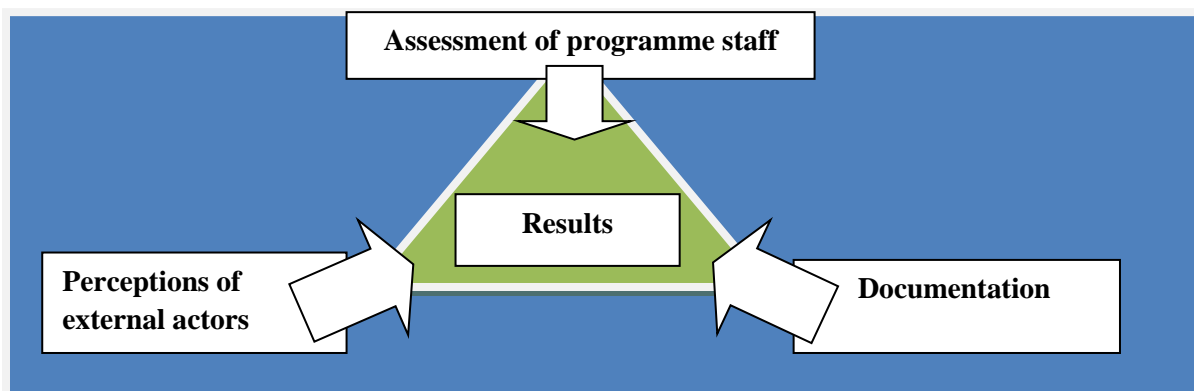 Assessment of programme staff
Results
Perceptions of
external actors
Documentation